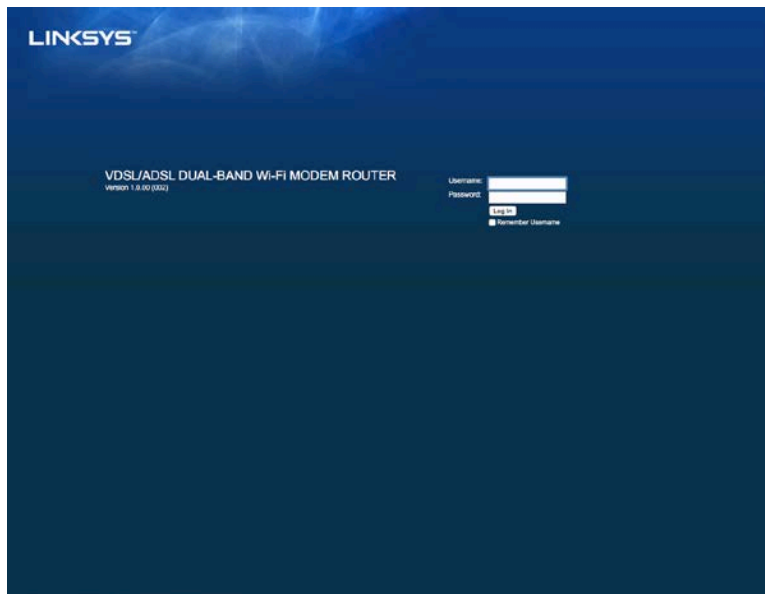 LINKSYS™
VDSL/ADSL DUAL-BAND Wi-Fi MODEM ROUTER
Version 1.0.00 (002)
Username:
Password:
Log In
Remember Username